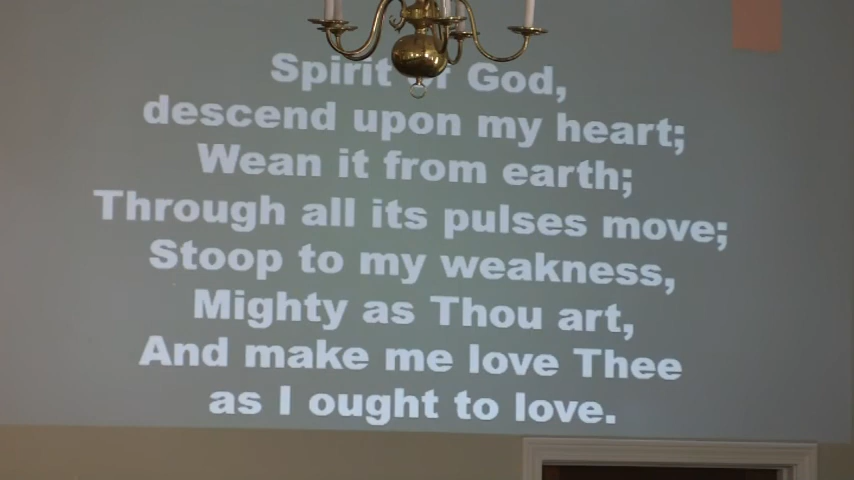 Spirit of God,
descend upon my heart;
Wean it from earth;
Through all its pulses move;
Stoop to my weakness,
Mighty as Thou art,
And make me love Thee
as I ought to love.